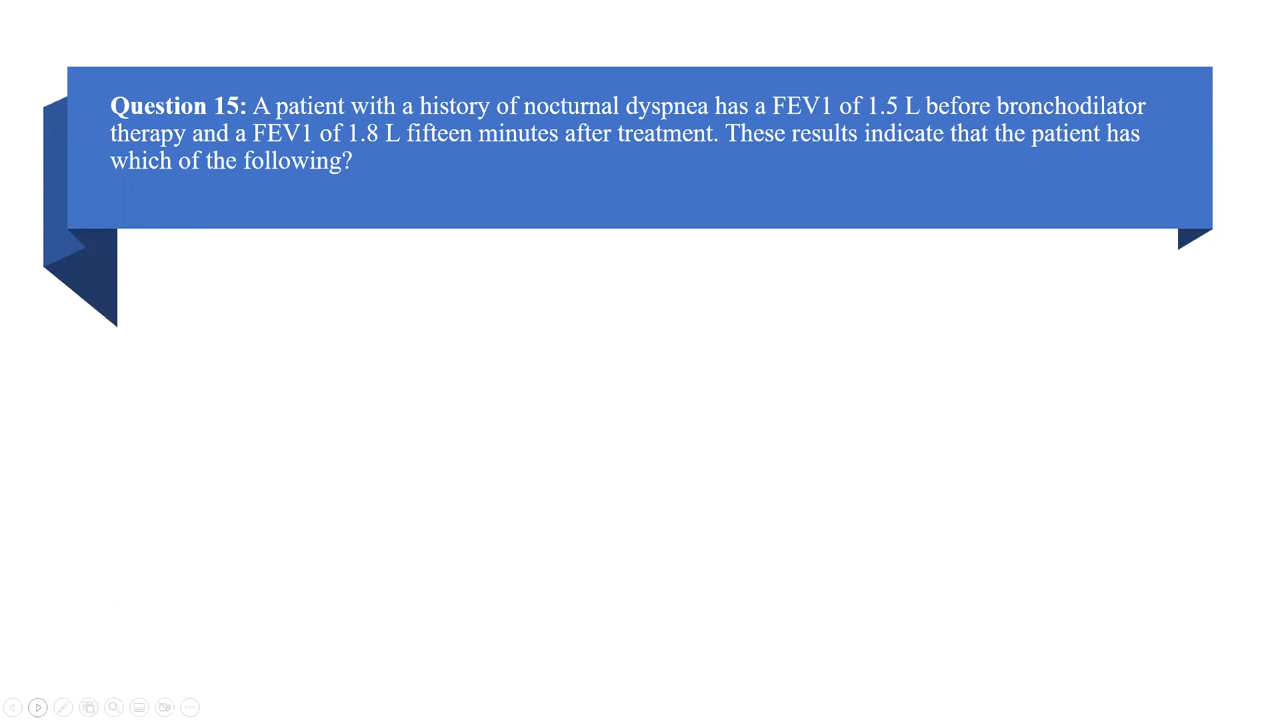 Question 15: A patient with a history of nocturnal dyspnea has a FEV1 of 1.5 L before bronchodilator
therapy and a FEV1 of 1.8 L fifteen minutes after treatment. These results indicate that the patient has
which of the following?